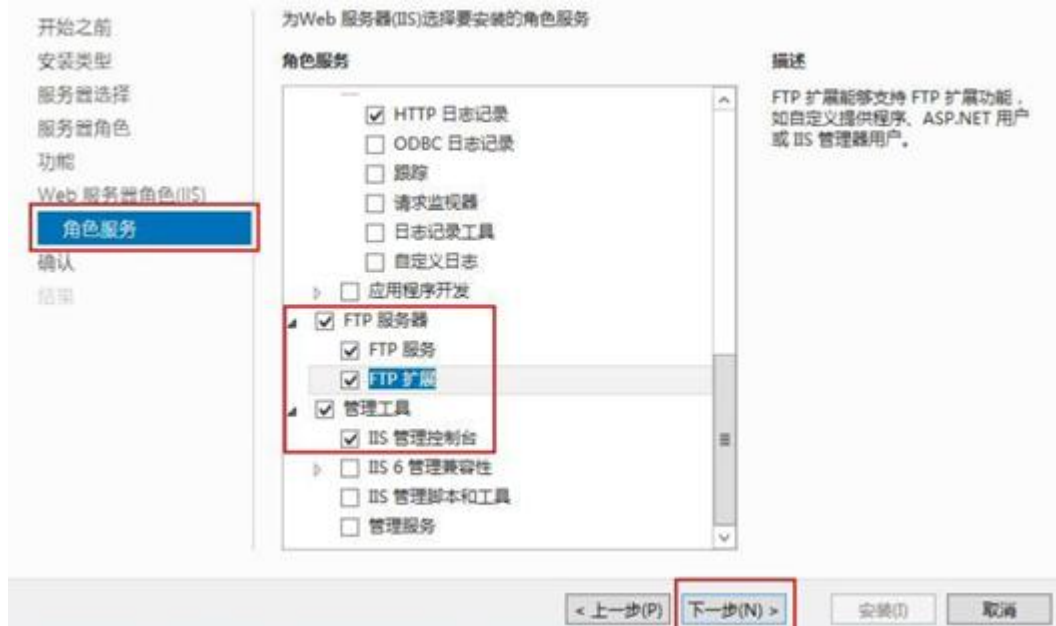 为Web 服务器(IIS)选择要安装的角色服务
开始之前
安装类型
服务器选择
服务器角色
功能
Web 服务器角色(IIS)
角色服务
确认
结果
角色服务
HTTP 日志记录
ODBC 日志记录
跟踪
请求监视器
日志记录工具
自定义日志
应用程序开发
FTP 服务器
FTP 服务
FTP 扩展
管理工具
IIS 管理控制台
IIS 6 管理兼容性
IIS 管理脚本和工具
管理服务
描述
FTP 扩展能够支持 FTP 扩展功能，
如自定义提供程序、ASP.NET 用户
或 IIS 管理器用户。
< 上一步(P)
下一步(N) >
安装(I)
取消